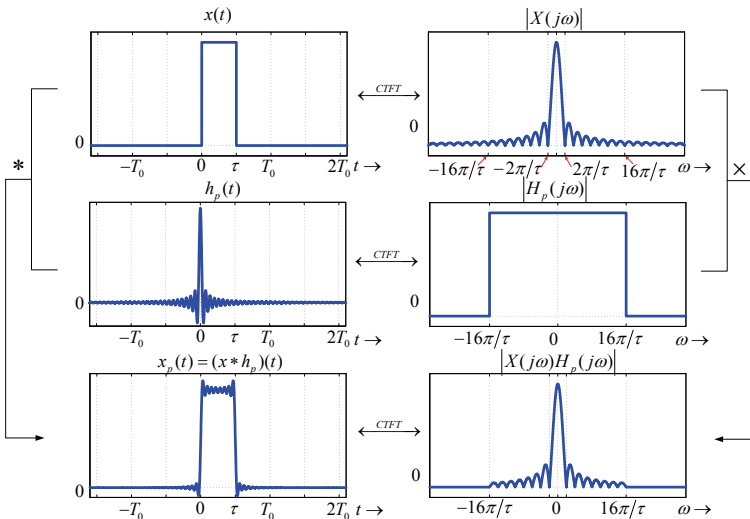 x(t) |X(jω)|
0 CTFT 0
−T₀ 0 τ T₀ 2T₀ t → −16π/τ −2π/τ 2π/τ 16π/τ ω →
* ×
hₚ(t) |Hₚ(jω)|
0 CTFT 0
−T₀ 0 τ T₀ 2T₀ t → −16π/τ 0 16π/τ ω →
xₚ(t) = (x * hₚ)(t) |X(jω)Hₚ(jω)|
0 CTFT 0
−T₀ 0 τ T₀ 2T₀ t → −16π/τ 0 16π/τ ω →